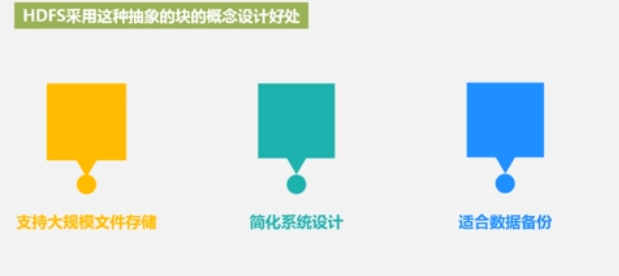 HDFS采用这种抽象的块的概念设计好处
支持大规模文件存储
简化系统设计
适合数据备份